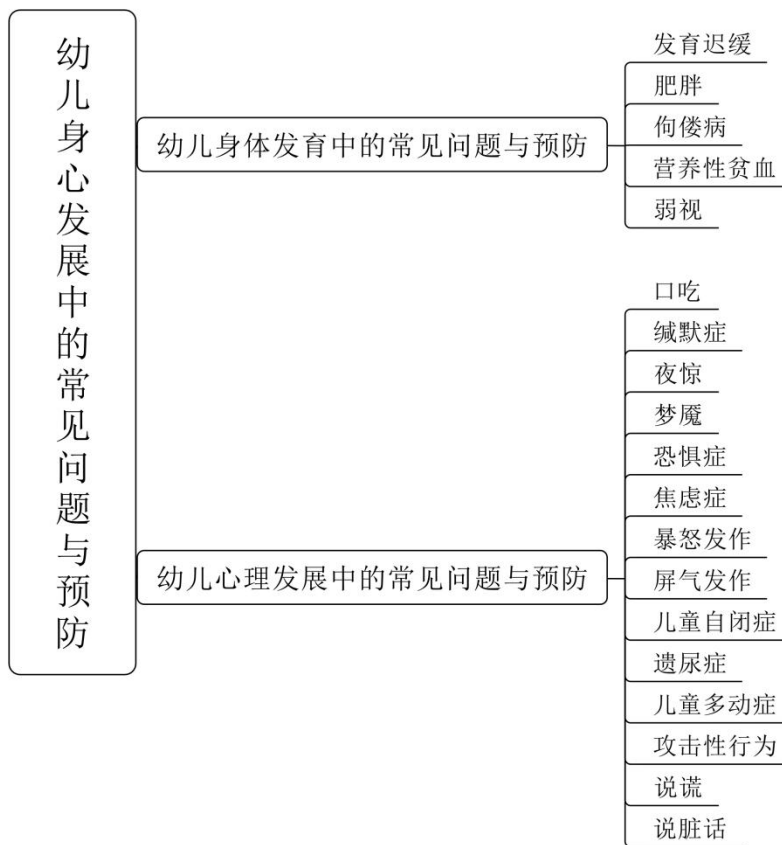 幼儿身心发展中的常见问题与预防
幼儿身体发育中的常见问题与预防
发育迟缓
肥胖
佝偻病
营养性贫血
弱视
幼儿心理发展中的常见问题与预防
口吃
缄默症
夜惊
梦魇
恐惧症
焦虑症
暴怒发作
屏气发作
儿童自闭症
遗尿症
儿童多动症
攻击性行为
说谎
说脏话